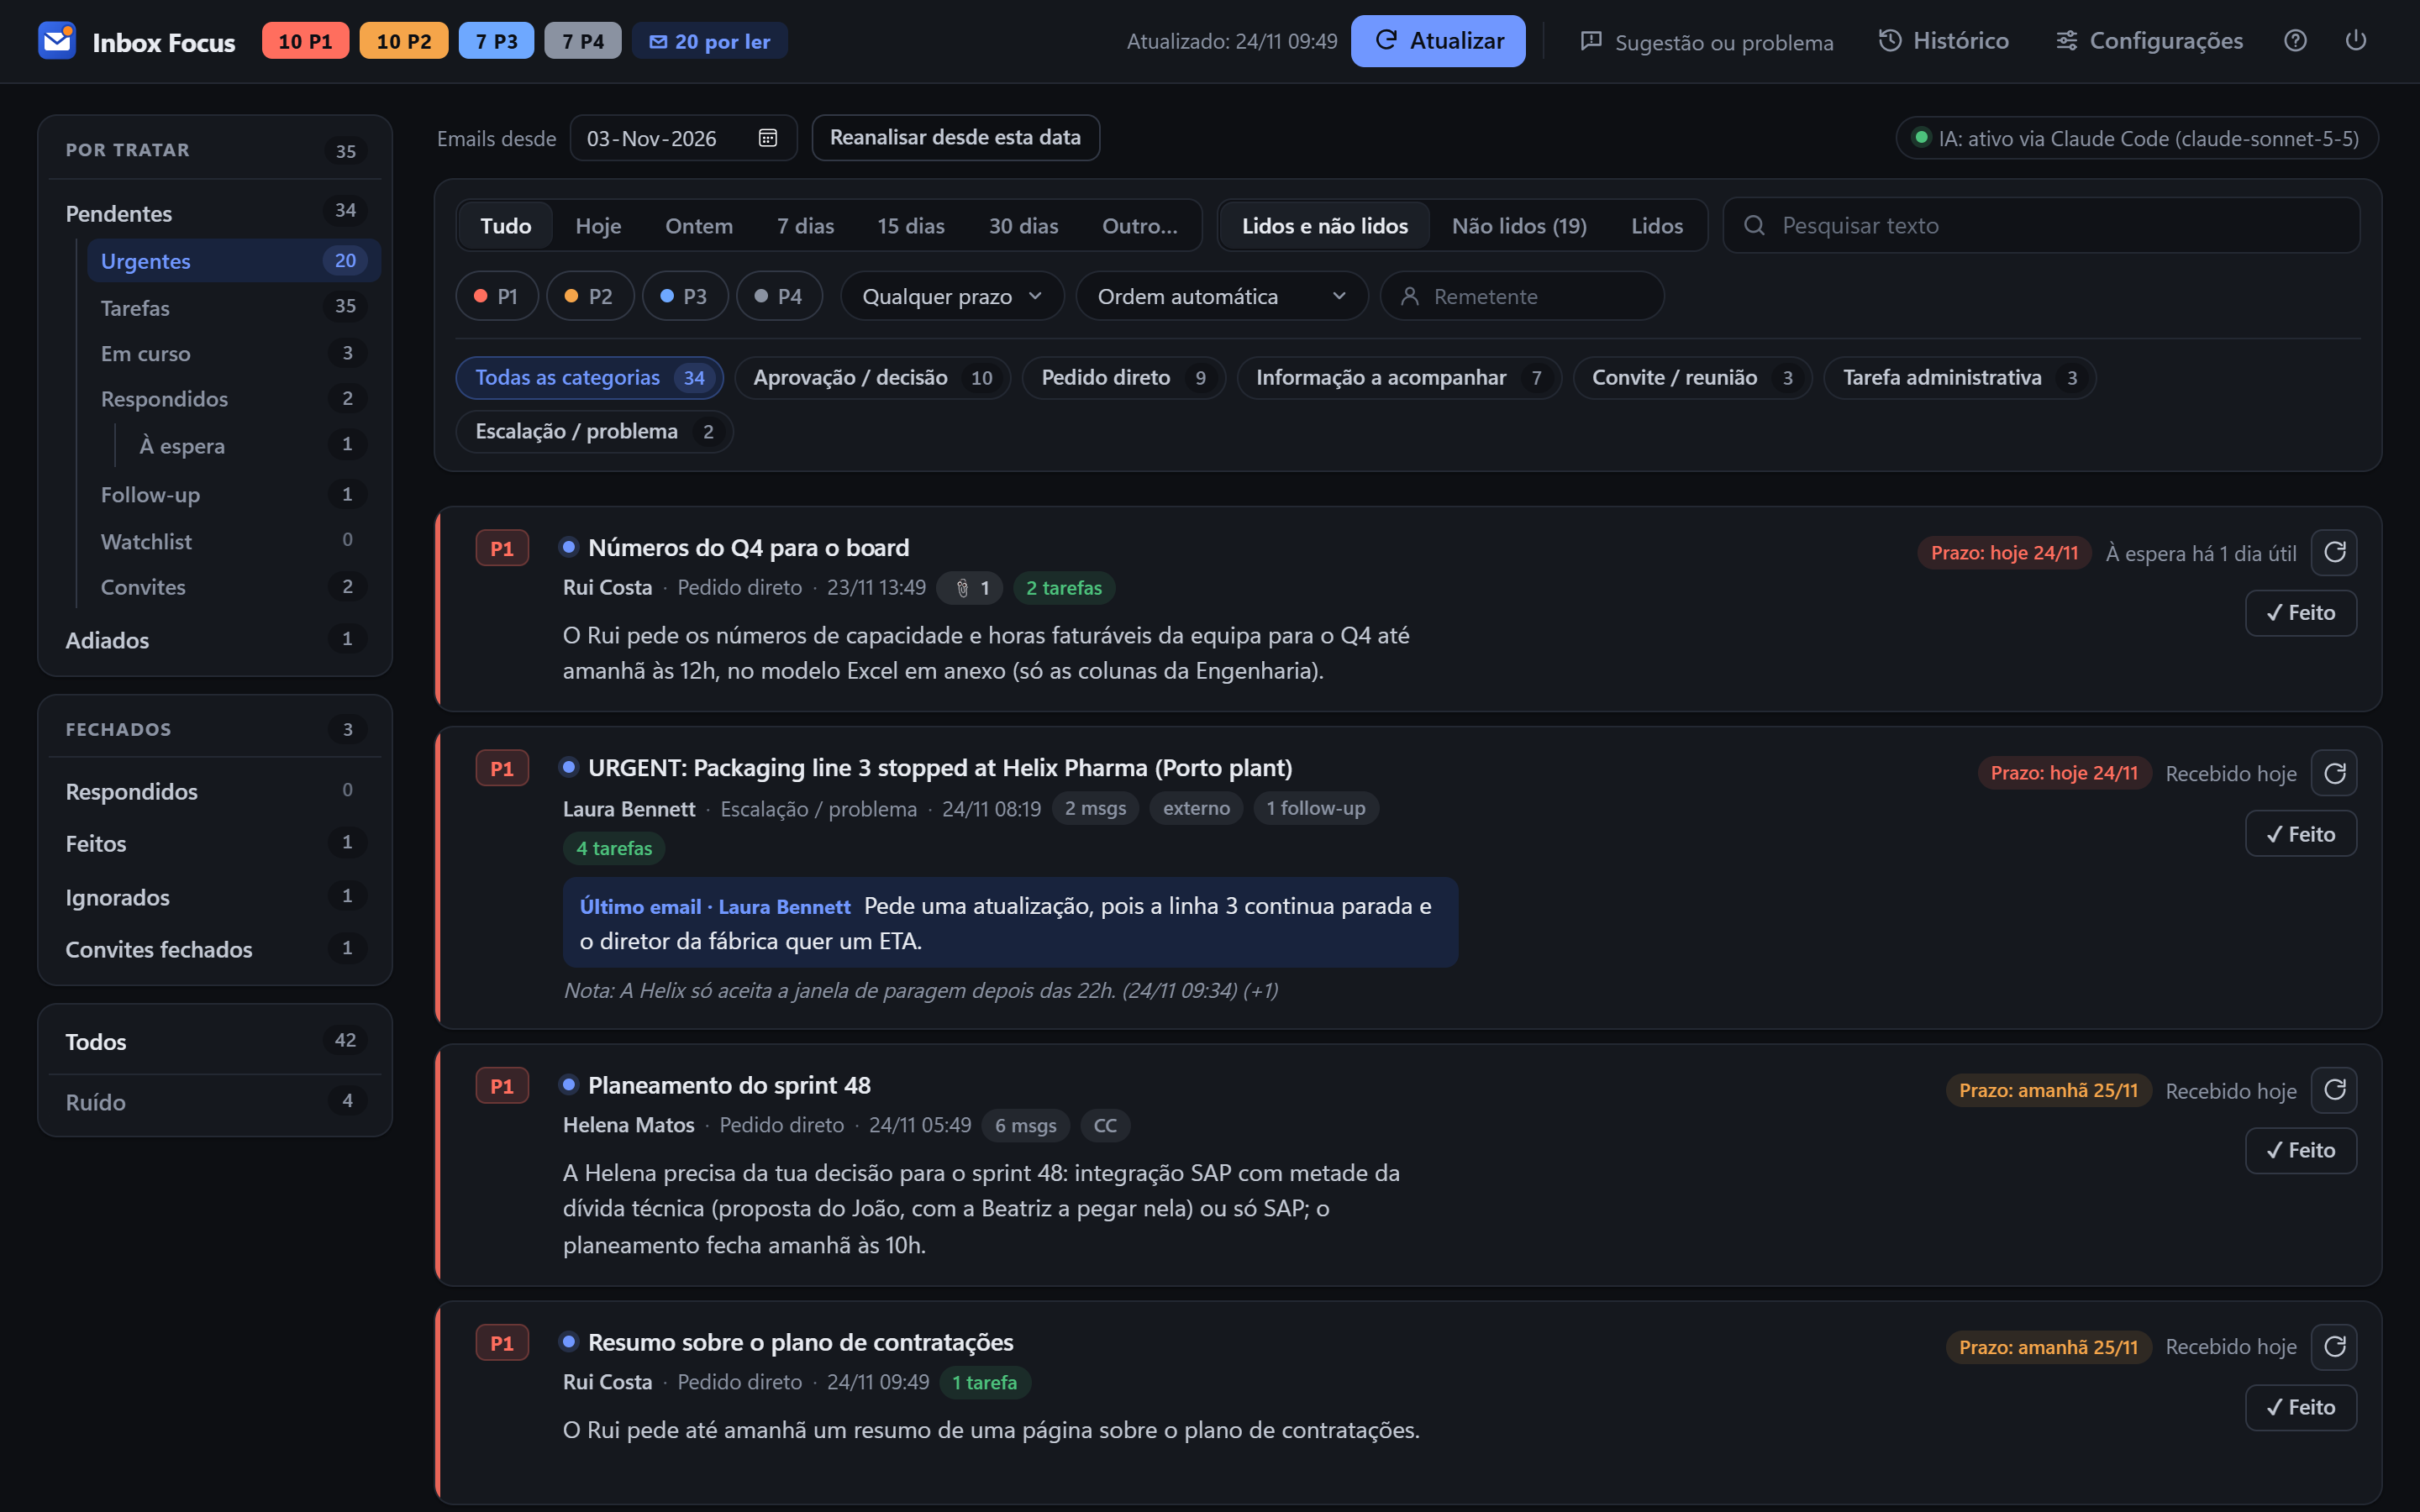 Inbox Focus 10 P1 10 P2 7 P3 7 P4 20 por ler Atualizado: 24/11 09:49 Atualizar Sugestão ou problema Histórico Configurações
POR TRATAR 35
Pendentes 34
Urgentes 20
Tarefas 35
Em curso 3
Respondidos 2
À espera 1
Follow-up 1
Watchlist 0
Convites 2
Adiados 1
FECHADOS 3
Respondidos 0
Feitos 1
Ignorados 1
Convites fechados 1
Todos 42
Ruído 4
Emails desde 03-Nov-2026 Reanalisar desde esta data IA: ativo via Claude Code (claude-sonnet-5-5)
Tudo Hoje Ontem 7 dias 15 dias 30 dias Outro... Lidos e não lidos Não lidos (19) Lidos Pesquisar texto
P1 P2 P3 P4 Qualquer prazo Ordem automática Remetente
Todas as categorias 34 Aprovação / decisão 10 Pedido direto 9 Informação a acompanhar 7 Convite / reunião 3 Tarefa administrativa 3
Escalação / problema 2
P1 Números do Q4 para o board Prazo: hoje 24/11 À espera há 1 dia útil
Rui Costa · Pedido direto · 23/11 13:49 1 2 tarefas
✓ Feito
O Rui pede os números de capacidade e horas faturáveis da equipa para o Q4 até
amanhã às 12h, no modelo Excel em anexo (só as colunas da Engenharia).
P1 URGENT: Packaging line 3 stopped at Helix Pharma (Porto plant) Prazo: hoje 24/11 Recebido hoje
Laura Bennett · Escalação / problema · 24/11 08:19 2 msgs externo 1 follow-up
✓ Feito
4 tarefas
Último email · Laura Bennett Pede uma atualização, pois a linha 3 continua parada e
o diretor da fábrica quer um ETA.
Nota: A Helix só aceita a janela de paragem depois das 22h. (24/11 09:34) (+1)
P1 Planeamento do sprint 48 Prazo: amanhã 25/11 Recebido hoje
Helena Matos · Pedido direto · 24/11 05:49 6 msgs CC
✓ Feito
A Helena precisa da tua decisão para o sprint 48: integração SAP com metade da
dívida técnica (proposta do João, com a Beatriz a pegar nela) ou só SAP; o
planeamento fecha amanhã às 10h.
P1 Resumo sobre o plano de contratações Prazo: amanhã 25/11 Recebido hoje
Rui Costa · Pedido direto · 24/11 09:49 1 tarefa
✓ Feito
O Rui pede até amanhã um resumo de uma página sobre o plano de contratações.